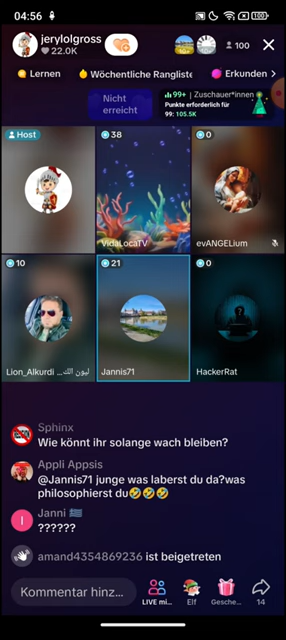 04:56
100
jerylolgross
22.0K
100
Lernen
Wöchentliche Rangliste
Erkunden
Nicht
erreicht
99+ | Zuschauer*innen
Punkte erforderlich für
99: 105.5K
Host
38
0
VidaLocaTV
evANGELium
10
21
0
Lion_Alkurdi ...ليون الك
Jannis71
HackerRat
Sphinx
Wie könnt ihr solange wach bleiben?
Appli Appsis
@Jannis71 junge was laberst du da?was
philosophierst du🤣🤣🤣
I
Janni 🇬🇷
??????
amand4354869236 ist beigetreten
Kommentar hinz...
LIVE mi...
Elf
Gesche...
14